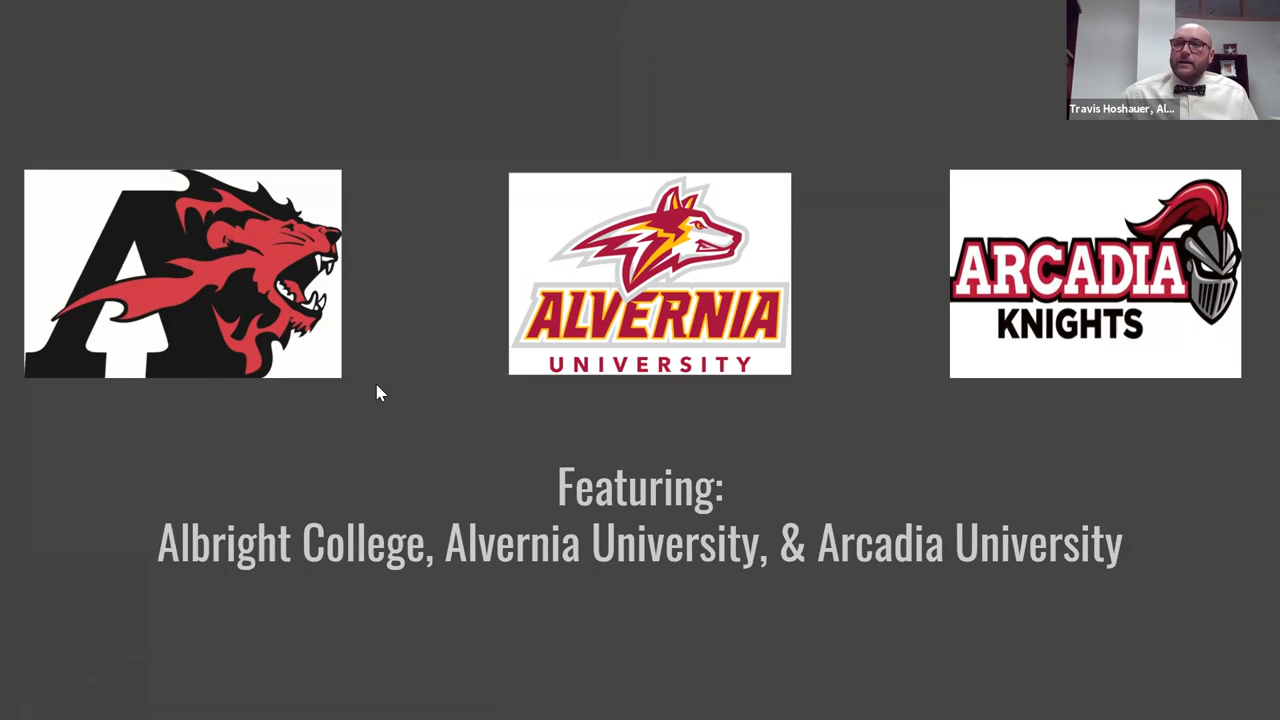 Travis Hoshauer, Al...
A
ALVERNIA
UNIVERSITY
ARCADIA
KNIGHTS
Featuring:
Albright College, Alvernia University, & Arcadia University